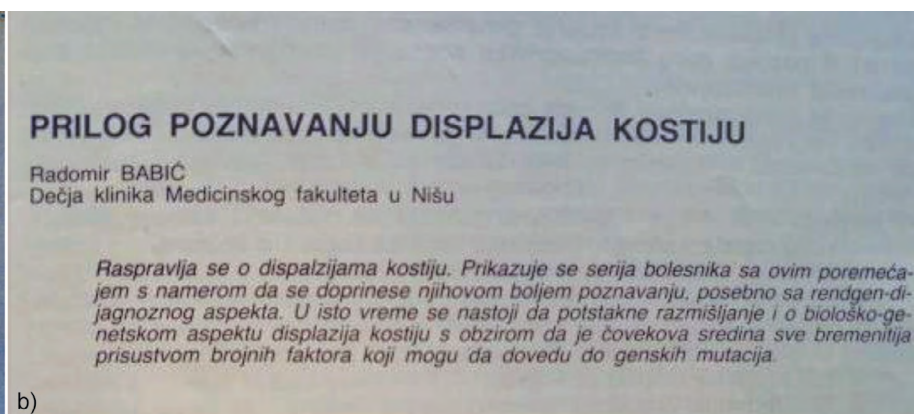 PRILOG POZNAVANJU DISPLAZIJA KOSTIJU
Radomir BABIĆ
Dečja klinika Medicinskog fakulteta u Nišu
Raspravlja se o dispalzijama kostiju. Prikazuje se serija bolesnika sa ovim poremeća-
jem s namerom da se doprinese njihovom boljem poznavanju, posebno sa rendgen-di-
jagnoznog aspekta. U isto vreme se nastoji da potstakne razmišljanje i o biološko-ge-
netskom aspektu displazija kostiju s obzirom da je čovekova sredina sve bremenitija
prisustvom brojnih faktora koji mogu da dovedu do genskih mutacija.
b)